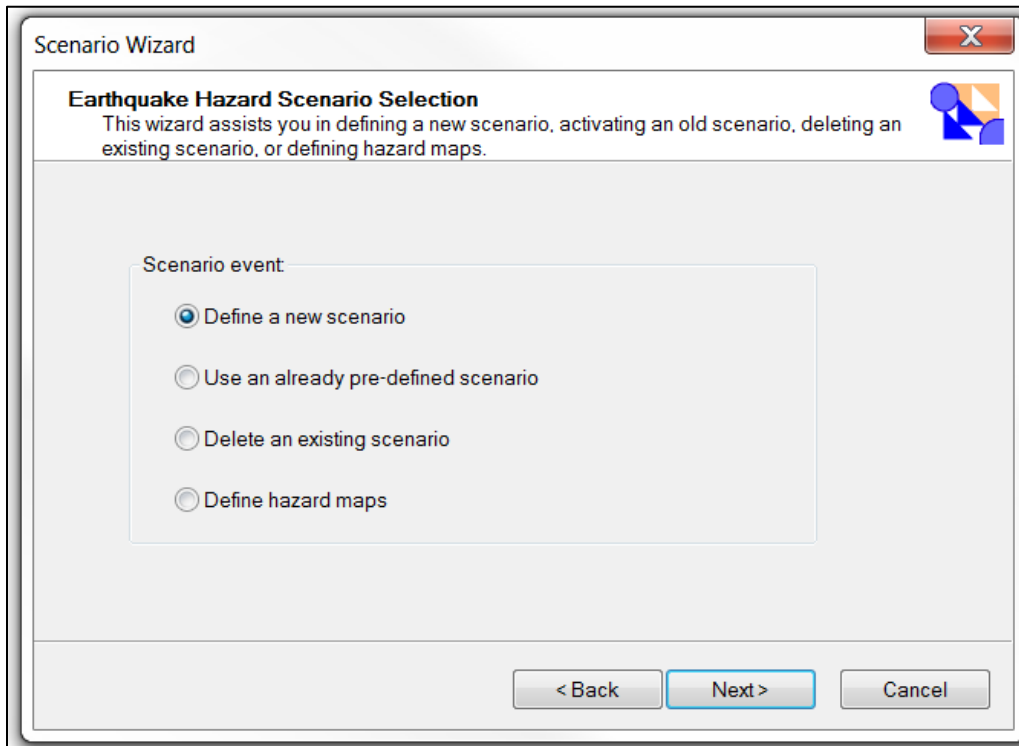 Scenario Wizard
Earthquake Hazard Scenario Selection
This wizard assists you in defining a new scenario, activating an old scenario, deleting an
existing scenario, or defining hazard maps.
Scenario event:
Define a new scenario
Use an already pre-defined scenario
Delete an existing scenario
Define hazard maps
< Back
Next >
Cancel